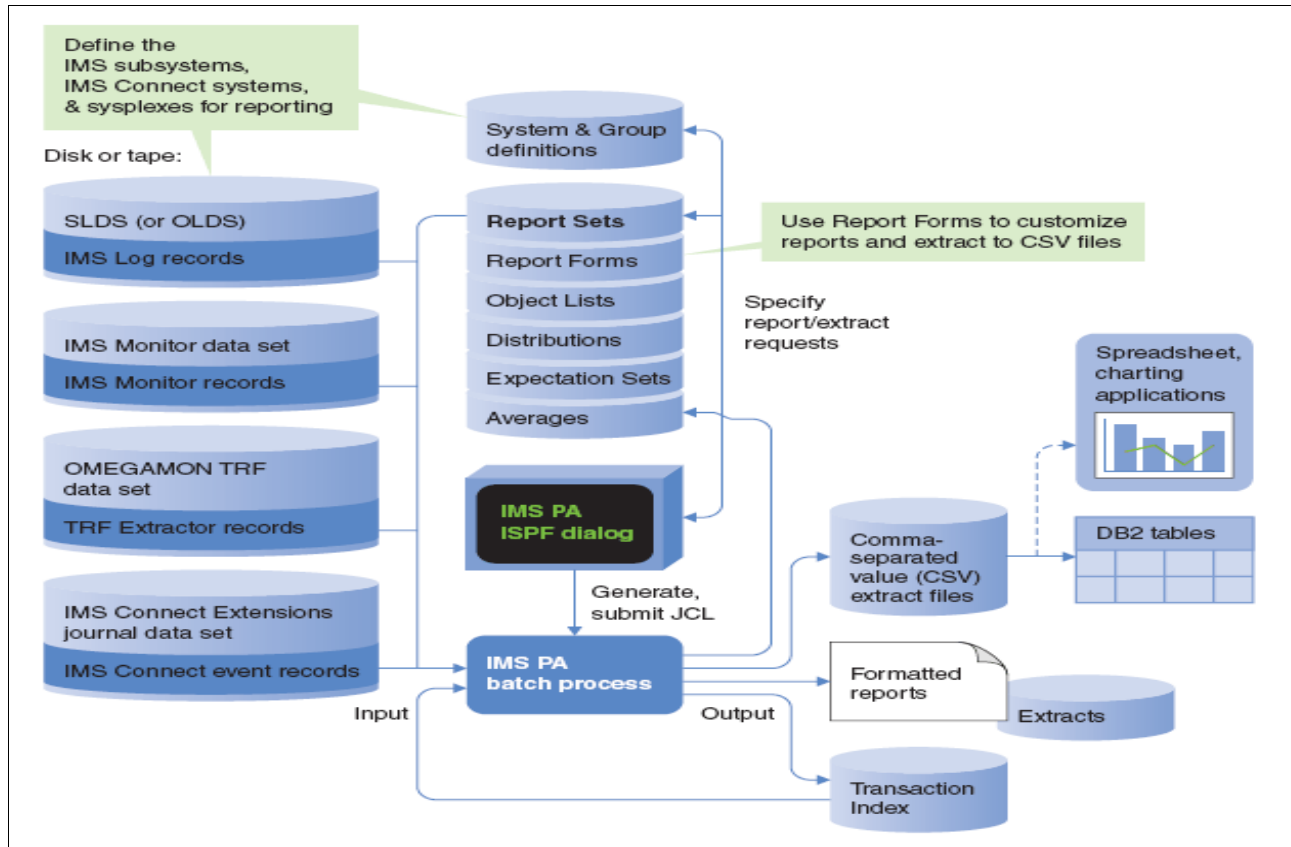 Define the
IMS subsystems,
IMS Connect systems,
& sysplexes for reporting
Disk or tape:
SLDS (or OLDS)
IMS Log records
IMS Monitor data set
IMS Monitor records
OMEGAMON TRF
data set
TRF Extractor records
IMS Connect Extensions
journal data set
IMS Connect event records
System & Group
definitions
Report Sets
Report Forms
Object Lists
Distributions
Expectation Sets
Averages
Use Report Forms to customize
reports and extract to CSV files
Specify
report/extract
requests
IMS PA
ISPF dialog
Generate,
submit JCL
IMS PA
batch process
Input
Output
Comma-
separated
value (CSV)
extract files
Spreadsheet,
charting
applications
DB2 tables
Formatted
reports
Extracts
Transaction
Index